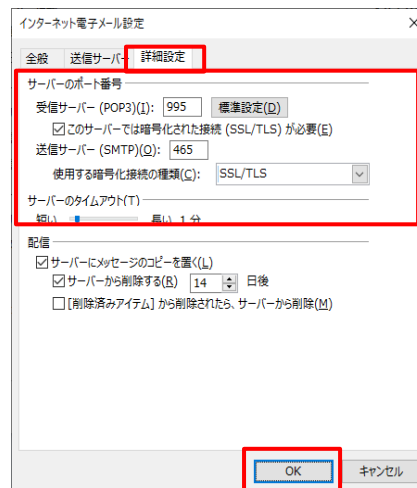 インターネット電子メール設定
全般 送信サーバー 詳細設定
サーバーのポート番号
受信サーバー (POP3)(I): 995 標準設定(D)
このサーバーでは暗号化された接続 (SSL/TLS) が必要(E)
送信サーバー (SMTP)(O): 465
使用する暗号化接続の種類(C): SSL/TLS
サーバーのタイムアウト(T)
短い 長い 1 分
配信
サーバーにメッセージのコピーを置く(L)
サーバーから削除する(R) 14 日後
[削除済みアイテム] から削除されたら、サーバーから削除(M)
OK キャンセル